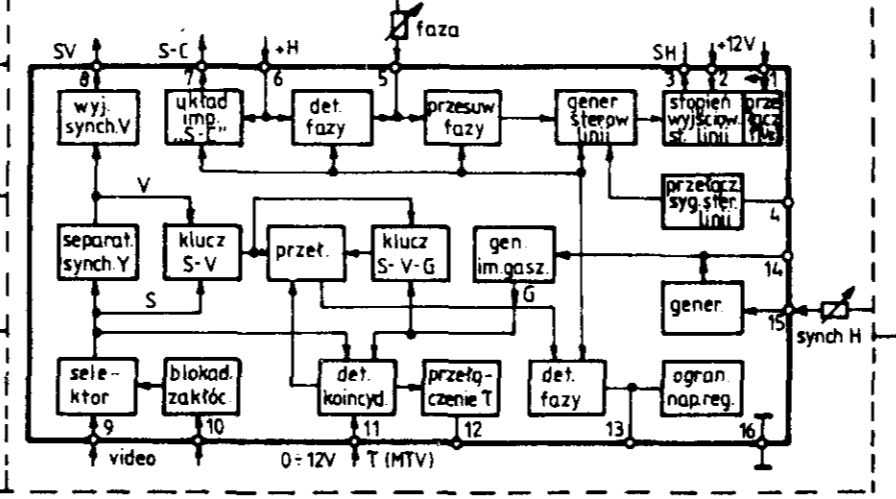 faza
SV
S-C
+H
SH
+12V
8
7
6
5
3
2
1
wyj.
synch.V
układ
imp.
„S-C"
det.
fazy
przesuw
fazy
gener
sterow
linii
stopień
wyjściow.
st. linii
prze
łącz
V
przełącz.
syg.ster.
linii
4
separat.
synch.Y
klucz
S-V
przeł.
klucz
S-V-G
gen.
im.gasz.
14
S
G
gener.
15
synch H
sele-
ktor
blokad.
zakłóc.
det.
koincyd.
przełą-
czenie T
det.
fazy
ogran.
nap.reg.
9
10
11
12
13
16
video
0÷12V
T (MTV)